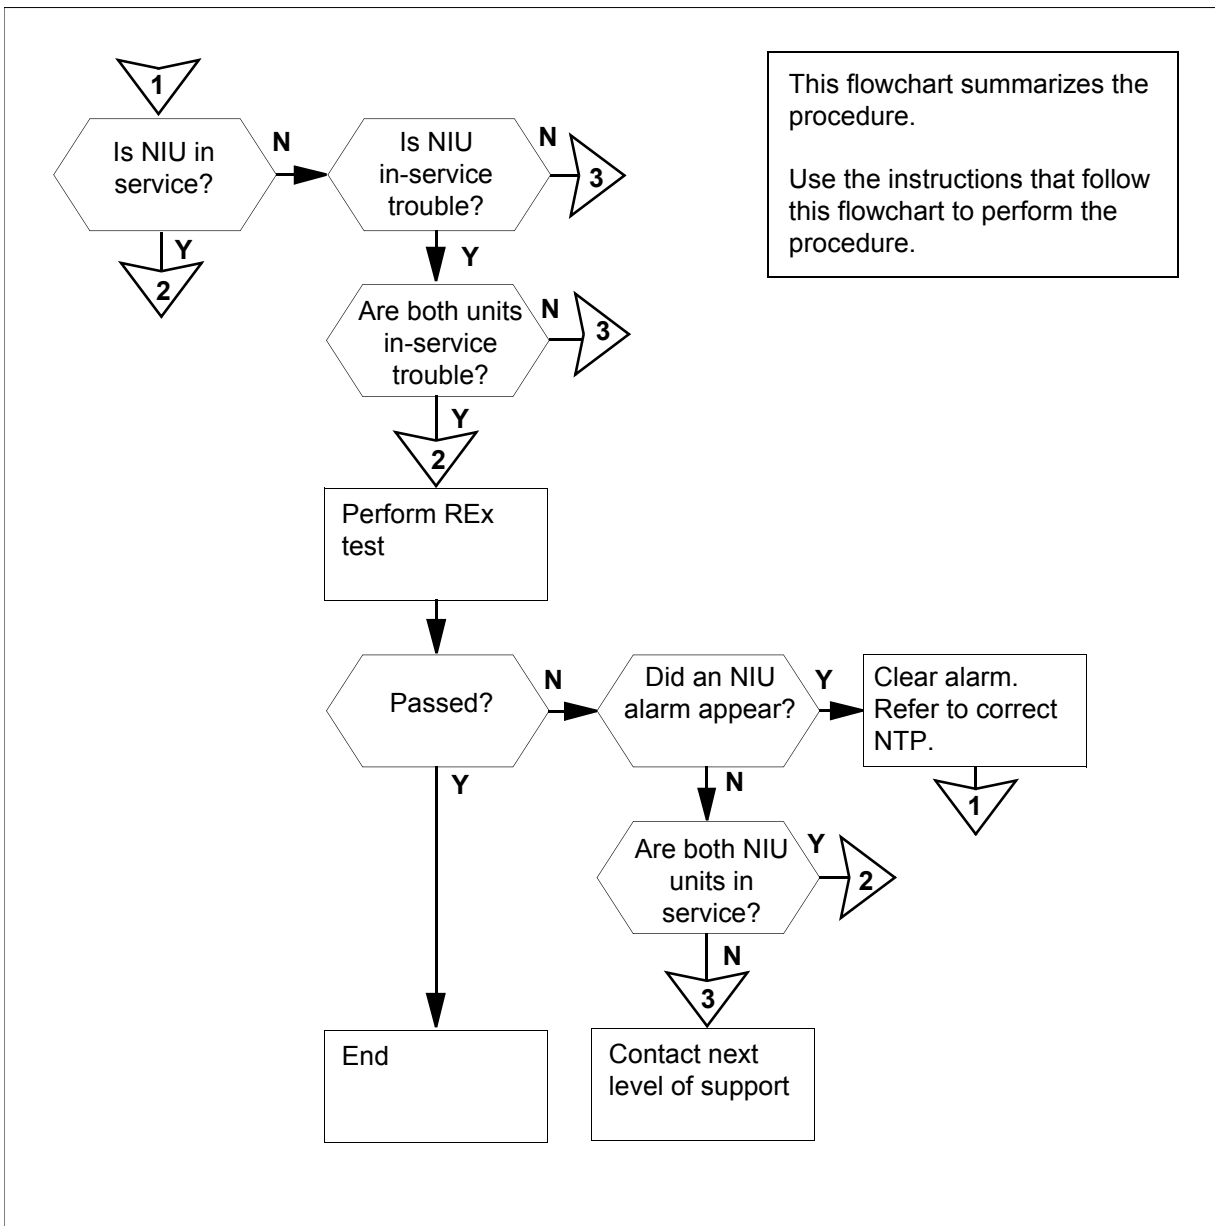 1
This flowchart summarizes the
procedure.
Use the instructions that follow
this flowchart to perform the
procedure.
Is NIU in
service?
N
Is NIU
in-service
trouble?
N
3
Y
2
Y
Are both units
in-service
trouble?
N
3
Y
2
Perform REx
test
Passed?
N
Did an NIU
alarm appear?
Y
Clear alarm.
Refer to correct
NTP.
1
Y
N
Are both NIU
units in
service?
Y
2
N
3
End
Contact next
level of support